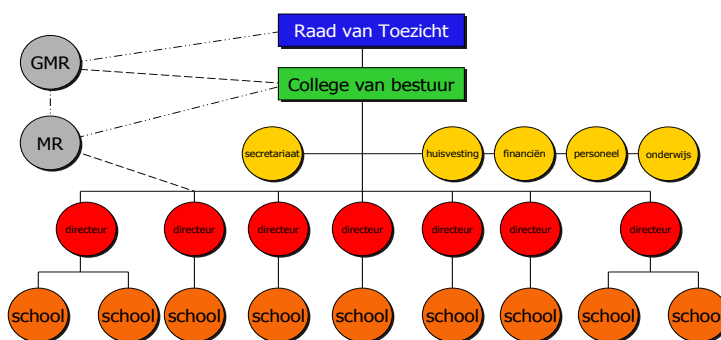 Raad van Toezicht
GMR
College van bestuur
MR
secretariaat
huisvesting
financiën
personeel
onderwijs
directeur
directeur
directeur
directeur
directeur
directeur
directeur
school
school
school
school
school
school
school
school
school